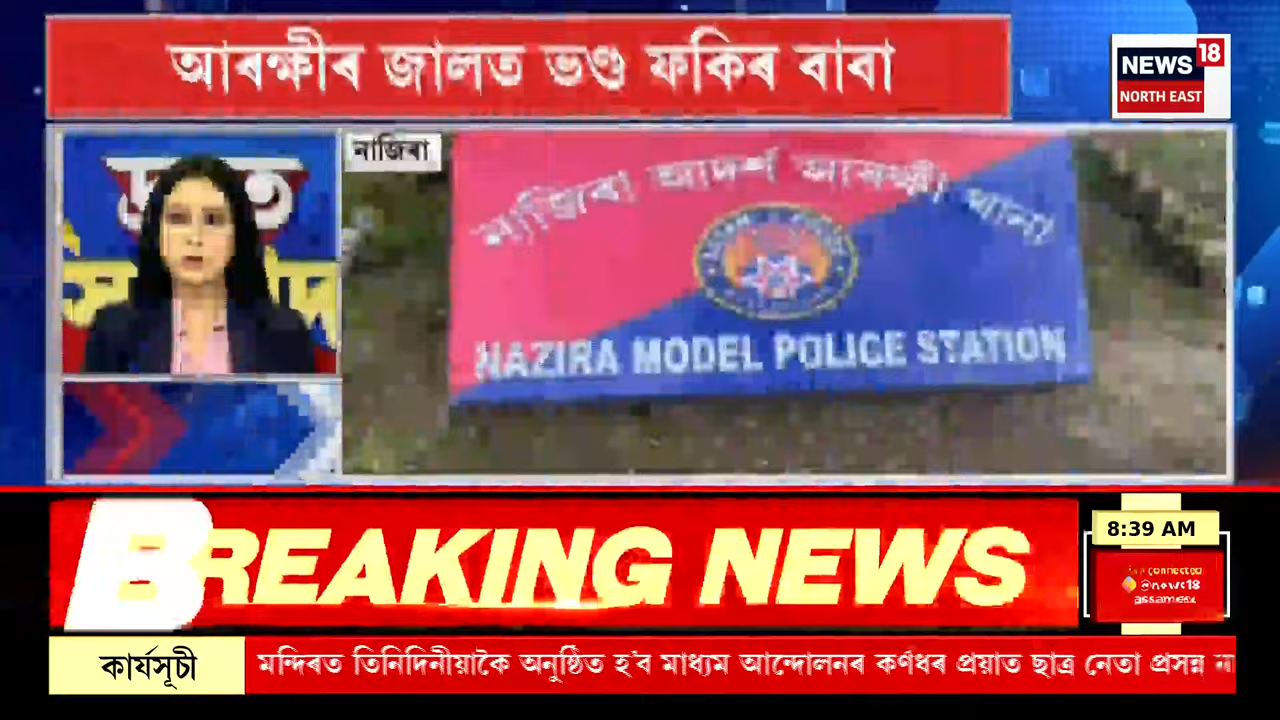 আৰক্ষীৰ জালত ভণ্ড ফকিৰ বাবা
NEWS 18
NORTH EAST
নাজিৰা
নাজিৰা আদৰ্শ আৰক্ষী থানা
NAZIRA MODEL POLICE STATION
BREAKING NEWS
8:39 AM
@news18
কাৰ্যসূচী
মন্দিৰত তিনিদিনীয়াকৈ অনুষ্ঠিত হ'ব মাধ্যম আন্দোলনৰ কৰ্ণধৰ প্ৰয়াত ছাত্ৰ নেতা প্ৰসন্ন